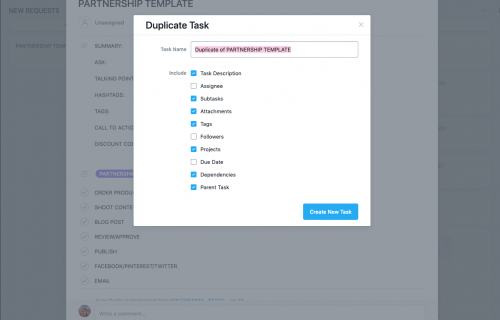 NEW REQUESTS
PARTNERSHIP TEMPLATE
Unassigned
PARTNERSHIP TEM
SUMMARY:
ASK:
TALKING POINT
HASHTAGS:
TAGS:
CALL TO ACTIO
DISCOUNT COD
PARTNERSHI
ORDER PRODU
SHOOT CONTE
BLOG POST
REVIEW/APPROVE
PUBLISH
FACEBOOK/PINTEREST/TWITTER
EMAIL
Write a comment...
Duplicate Task
Task Name
Duplicate of PARTNERSHIP TEMPLATE
Include
Task Description
Assignee
Subtasks
Attachments
Tags
Followers
Projects
Due Date
Dependencies
Parent Task
Create New Task